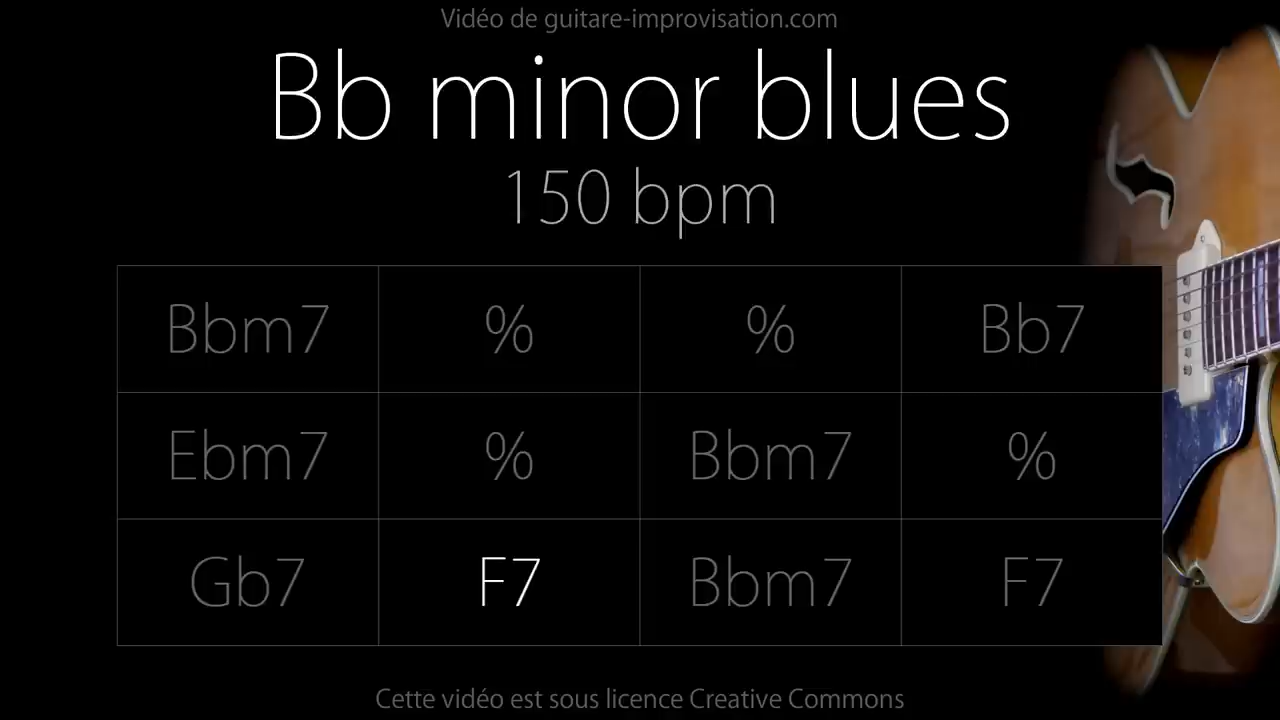 Vidéo de guitare-improvisation.com
Bb minor blues
150 bpm
Bbm7 % % Bb7
Ebm7 % Bbm7 %
Gb7 F7 Bbm7 F7
Cette vidéo est sous licence Creative Commons